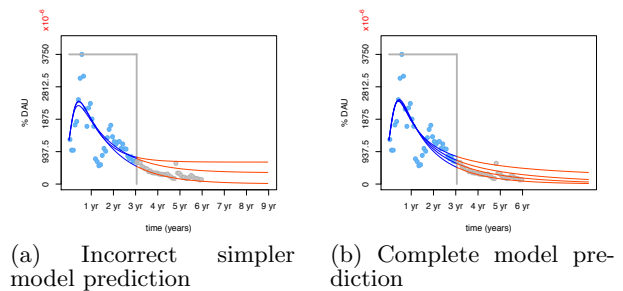 x10⁻⁶
3750
2812.5
1875
937.5
0
% DAU
1 yr 2 yr 3 yr 4 yr 5 yr 6 yr 7 yr 8 yr 9 yr
time (years)
(a) Incorrect simpler
model prediction
x10⁻⁶
3750
2812.5
1875
937.5
0
% DAU
1 yr 2 yr 3 yr 4 yr 5 yr 6 yr
time (years)
(b) Complete model pre-
diction